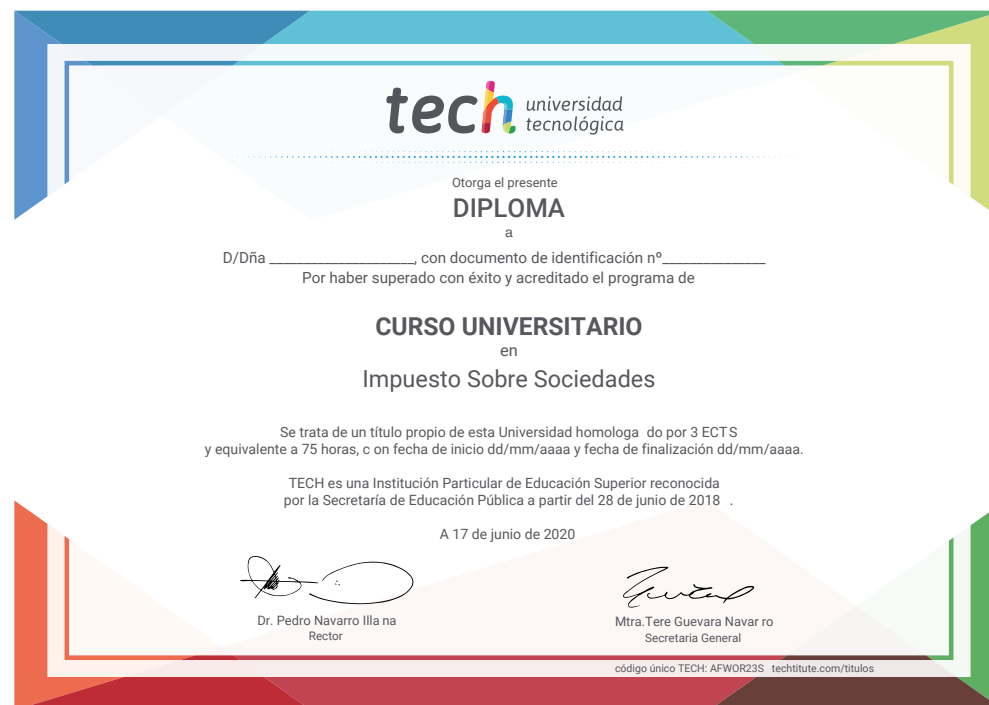 tech universidad
tecnológica
Otorga el presente
DIPLOMA
a
D/Dña ____________________, con documento de identificación nº______________
Por haber superado con éxito y acreditado el programa de
CURSO UNIVERSITARIO
en
Impuesto Sobre Sociedades
Se trata de un título propio de esta Universidad homologa do por 3 ECTS
y equivalente a 75 horas, c on fecha de inicio dd/mm/aaaa y fecha de finalización dd/mm/aaaa.
TECH es una Institución Particular de Educación Superior reconocida
por la Secretaría de Educación Pública a partir del 28 de junio de 2018 .
A 17 de junio de 2020
Dr. Pedro Navarro Illa na
Rector
Mtra.Tere Guevara Navar ro
Secretaria General
código único TECH: AFWOR23S techtitute.com/titulos